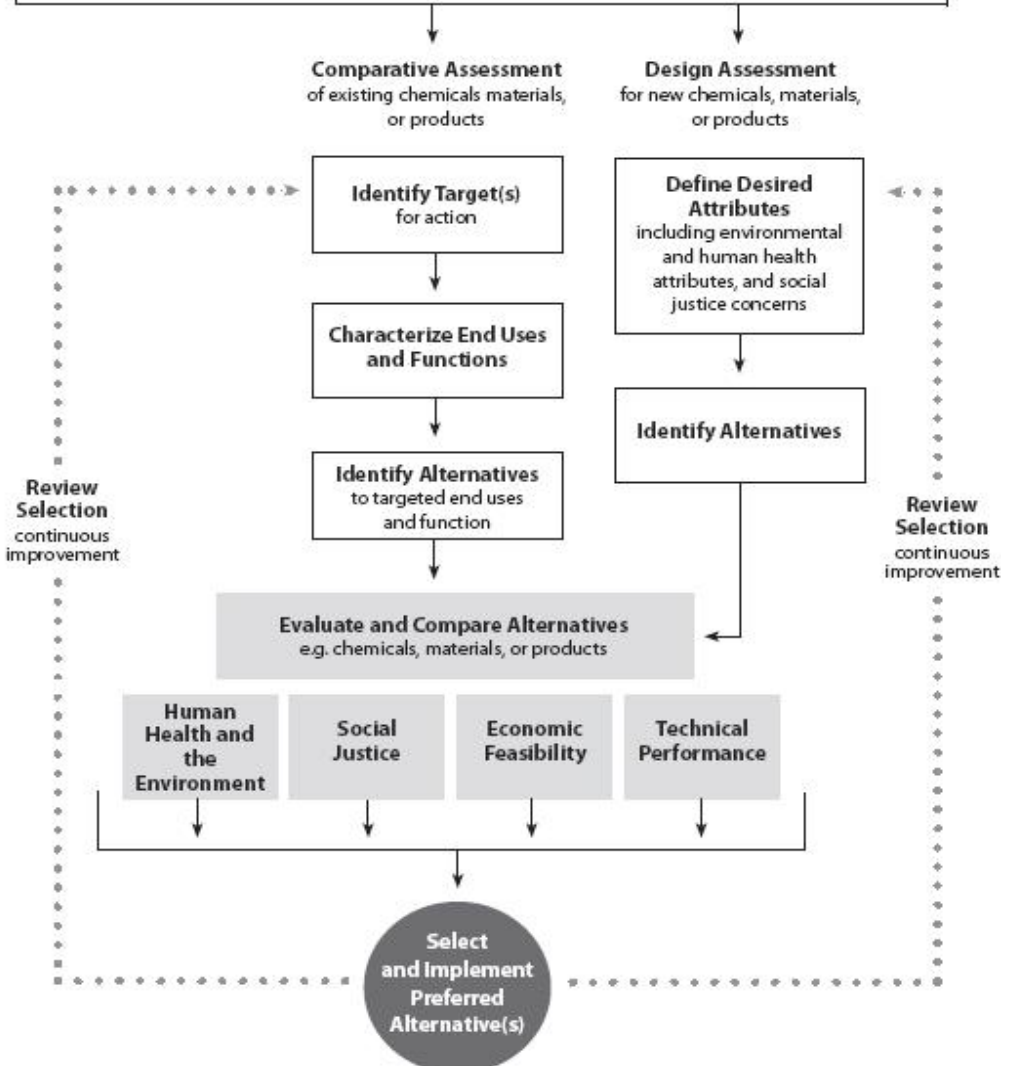 Comparative Assessment
of existing chemicals materials,
or products
Design Assessment
for new chemicals, materials,
or products
Identify Target(s)
for action
Define Desired
Attributes
including environmental
and human health
attributes, and social
justice concerns
Characterize End Uses
and Functions
Identify Alternatives
Identify Alternatives
to targeted end uses
and function
Review
Selection
continuous
improvement
Review
Selection
continuous
improvement
Evaluate and Compare Alternatives
e.g. chemicals, materials, or products
Human
Health and
the
Environment
Social
Justice
Economic
Feasibility
Technical
Performance
Select
and Implement
Preferred
Alternative(s)